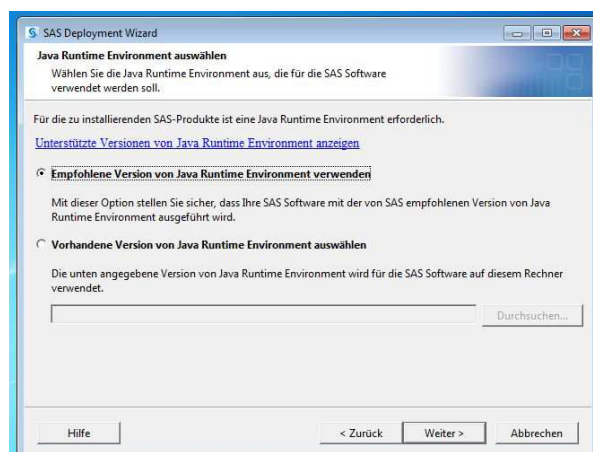 SAS Deployment Wizard
Java Runtime Environment auswählen
Wählen Sie die Java Runtime Environment aus, die für die SAS Software
verwendet werden soll.
Für die zu installierenden SAS-Produkte ist eine Java Runtime Environment erforderlich.
Unterstützte Versionen von Java Runtime Environment anzeigen
Empfohlene Version von Java Runtime Environment verwenden
Mit dieser Option stellen Sie sicher, dass Ihre SAS Software mit der von SAS empfohlenen Version von Java
Runtime Environment ausgeführt wird.
Vorhandene Version von Java Runtime Environment auswählen
Die unten angegebene Version von Java Runtime Environment wird für die SAS Software auf diesem Rechner
verwendet.
Durchsuchen...
Hilfe
< Zurück
Weiter >
Abbrechen